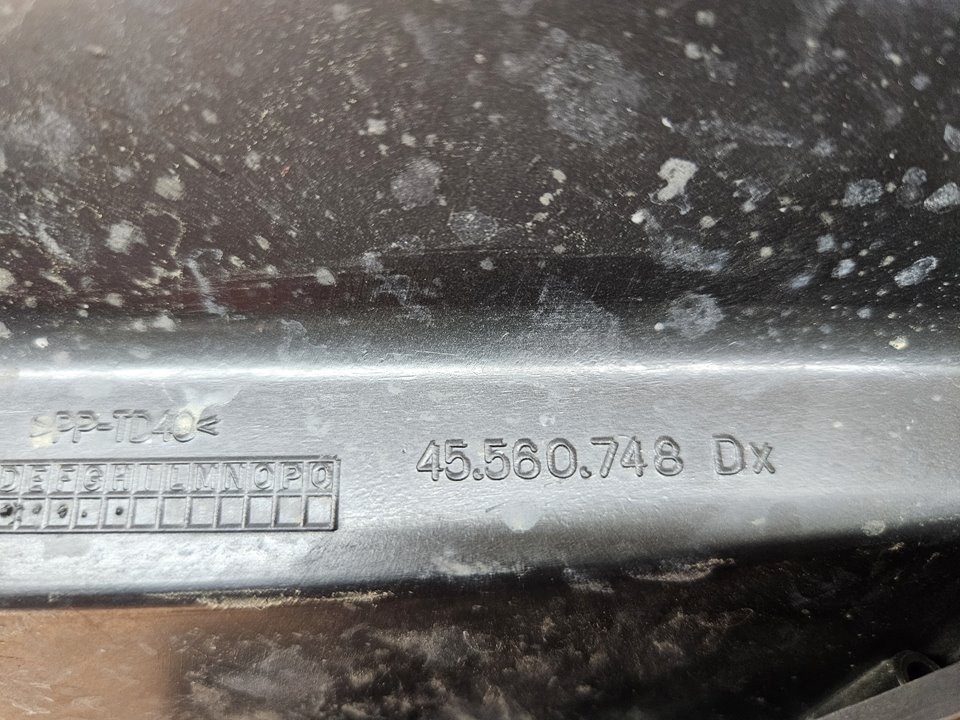 >PP-TD40<
DEFGHILMNOPQ
45.560.748 Dx